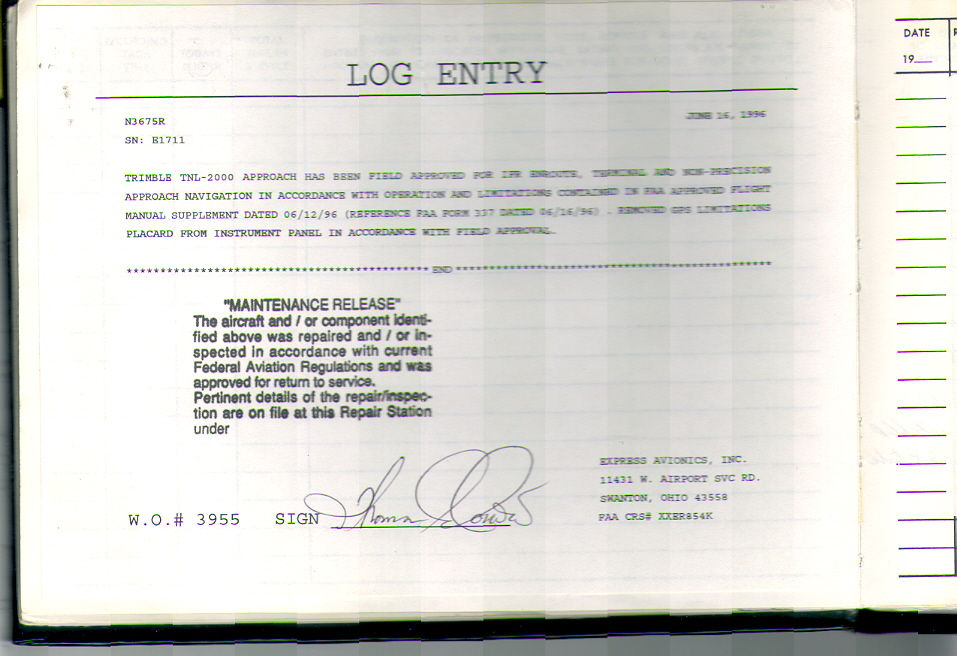 LOG ENTRY
N3675R
JUNE 16, 1996
SN: E1711
TRIMBLE TNL-2000 APPROACH HAS BEEN FIELD APPROVED FOR IFR ENROUTE, TERMINAL AND NON-PRECISION
APPROACH NAVIGATION IN ACCORDANCE WITH OPERATION AND LIMITATIONS CONTAINED IN FAA APPROVED FLIGHT
MANUAL SUPPLEMENT DATED 06/12/96 (REFERENCE FAA FORM 337 DATED 06/16/96) . REMOVED GPS LIMITATIONS
PLACARD FROM INSTRUMENT PANEL IN ACCORDANCE WITH FIELD APPROVAL.
********************************************* END ***********************************************
"MAINTENANCE RELEASE"
The aircraft and / or component identi-
fied above was repaired and / or in-
spected in accordance with current
Federal Aviation Regulations and was
approved for return to service.
Pertinent details of the repair/inspec-
tion are on file at this Repair Station
under
W.O.# 3955 SIGN Thomas
EXPRESS AVIONICS, INC.
11431 W. AIRPORT SVC RD.
SWANTON, OHIO 43558
FAA CRS# XXER854K
DATE
19